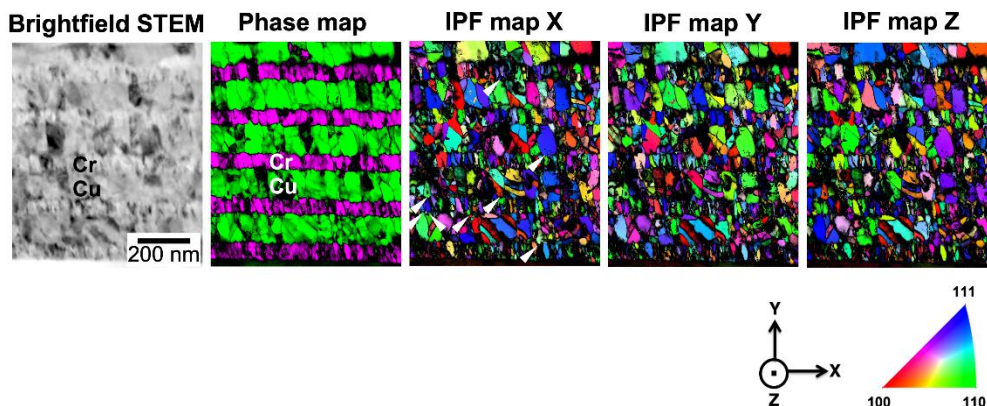 Brightfield STEM
Phase map
IPF map X
IPF map Y
IPF map Z
Cr
Cu
200 nm
Cr
Cu
Y
X
Z
111
100
110